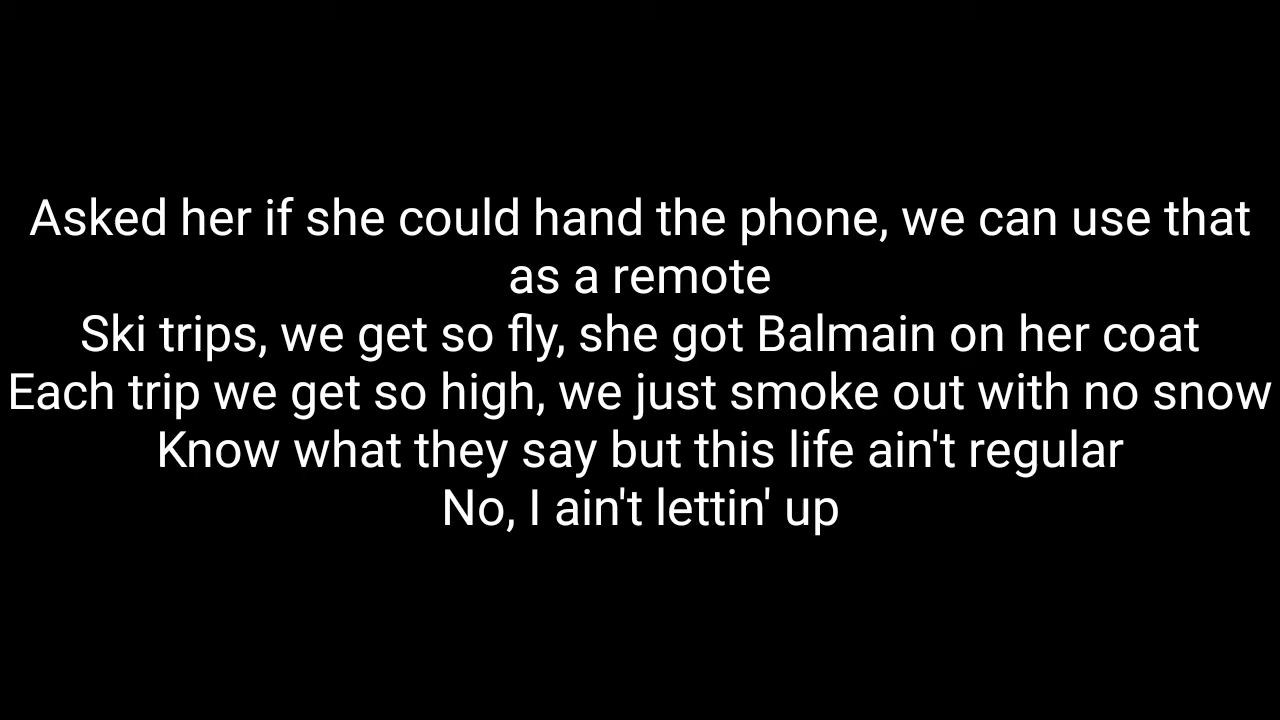 Asked her if she could hand the phone, we can use that
as a remote
Ski trips, we get so fly, she got Balmain on her coat
Each trip we get so high, we just smoke out with no snow
Know what they say but this life ain't regular
No, I ain't lettin' up